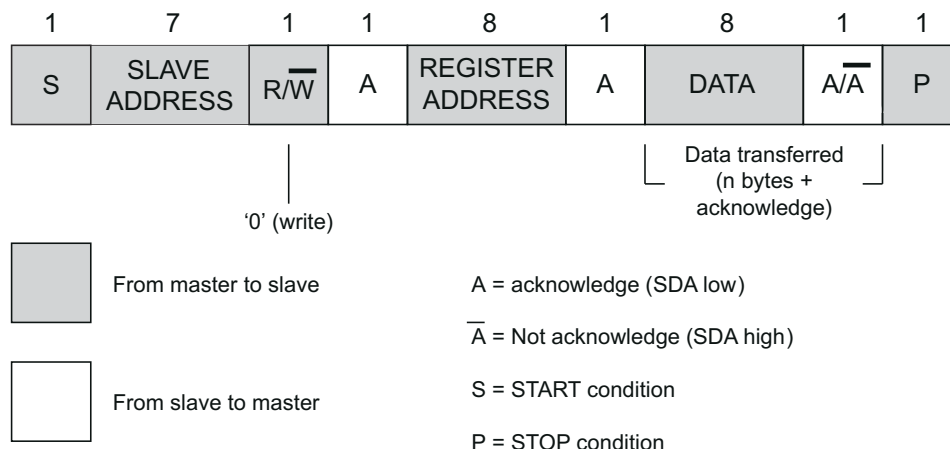 1 7 1 1 8 1 8 1 1
S SLAVE ADDRESS R/W̅ A REGISTER ADDRESS A DATA A/A̅ P
Data transferred
(n bytes +
acknowledge)
‘0’ (write)
From master to slave
A = acknowledge (SDA low)
A̅ = Not acknowledge (SDA high)
From slave to master
S = START condition
P = STOP condition